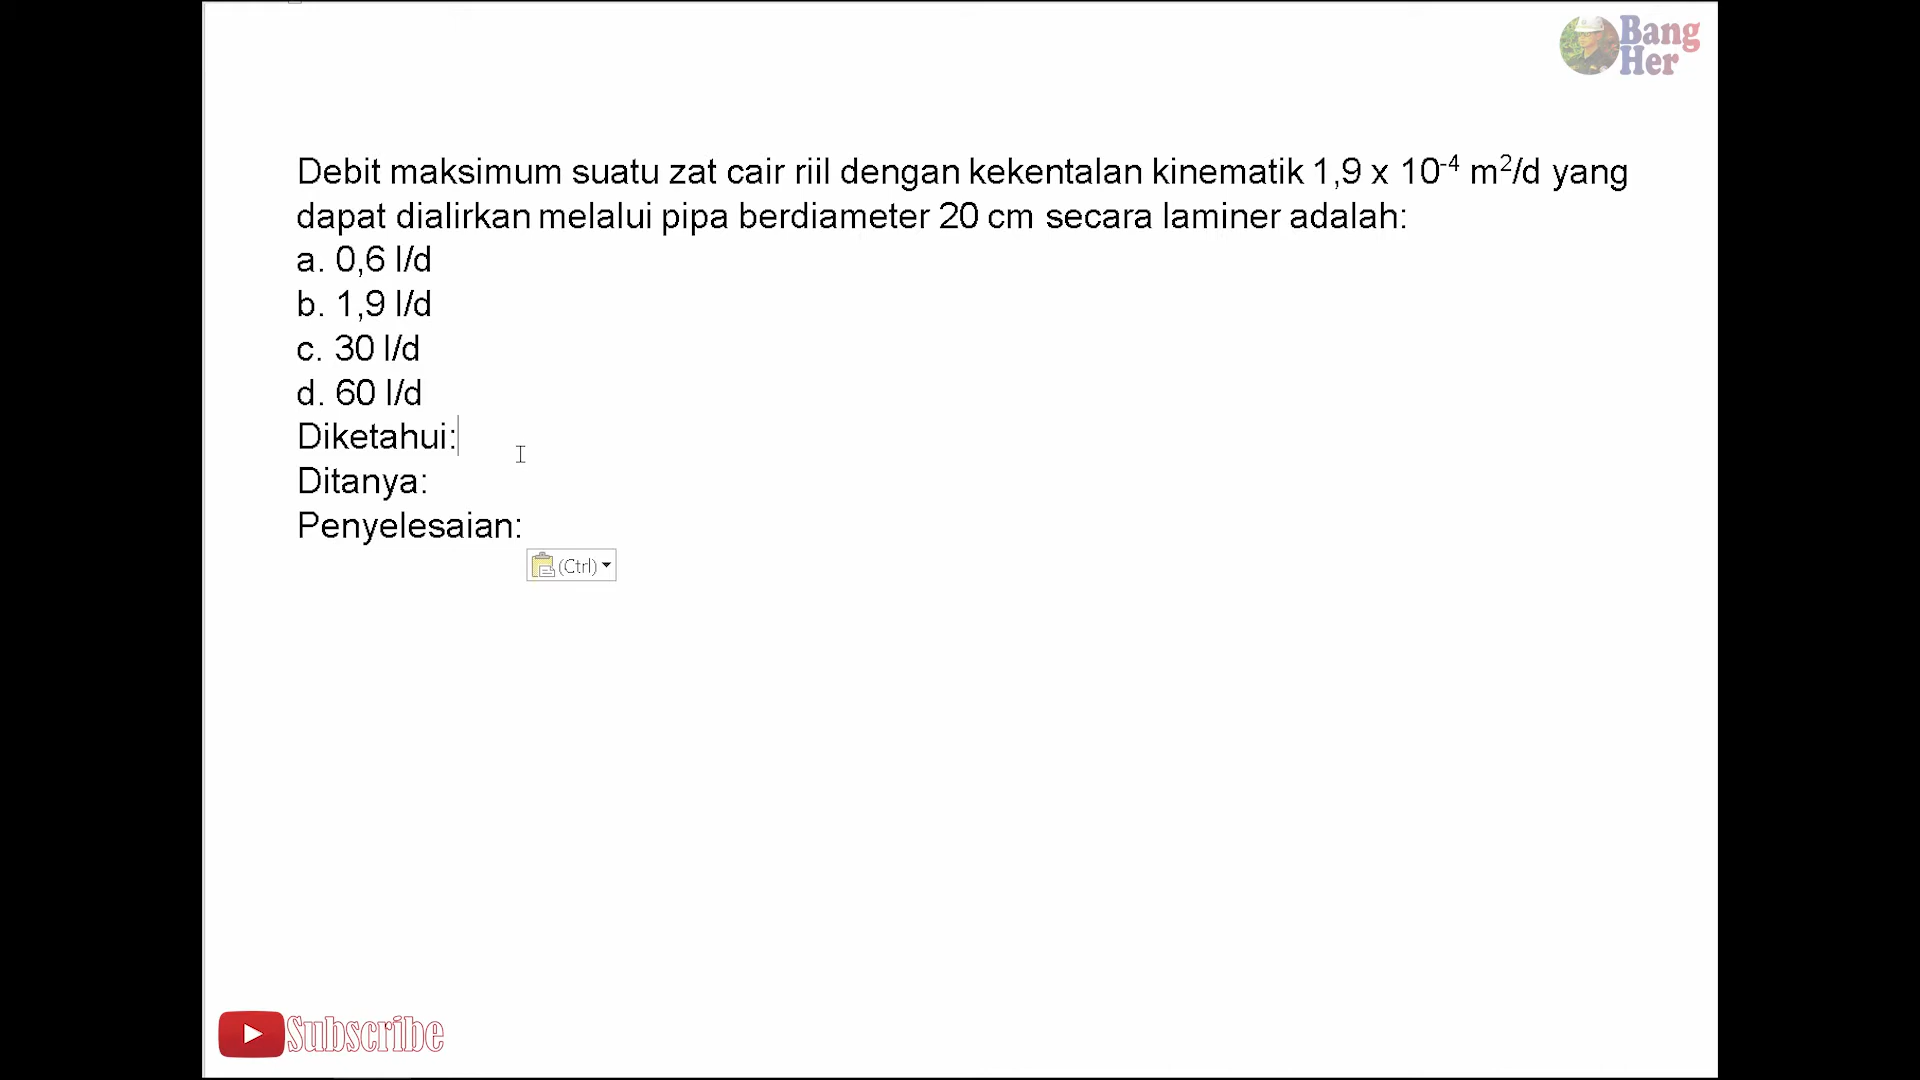 Bang
Her
Debit maksimum suatu zat cair riil dengan kekentalan kinematik 1,9 x 10⁻⁴ m²/d yang
dapat dialirkan melalui pipa berdiameter 20 cm secara laminer adalah:
a. 0,6 l/d
b. 1,9 l/d
c. 30 l/d
d. 60 l/d
Diketahui:
Ditanya:
Penyelesaian:
(Ctrl)
Subscribe